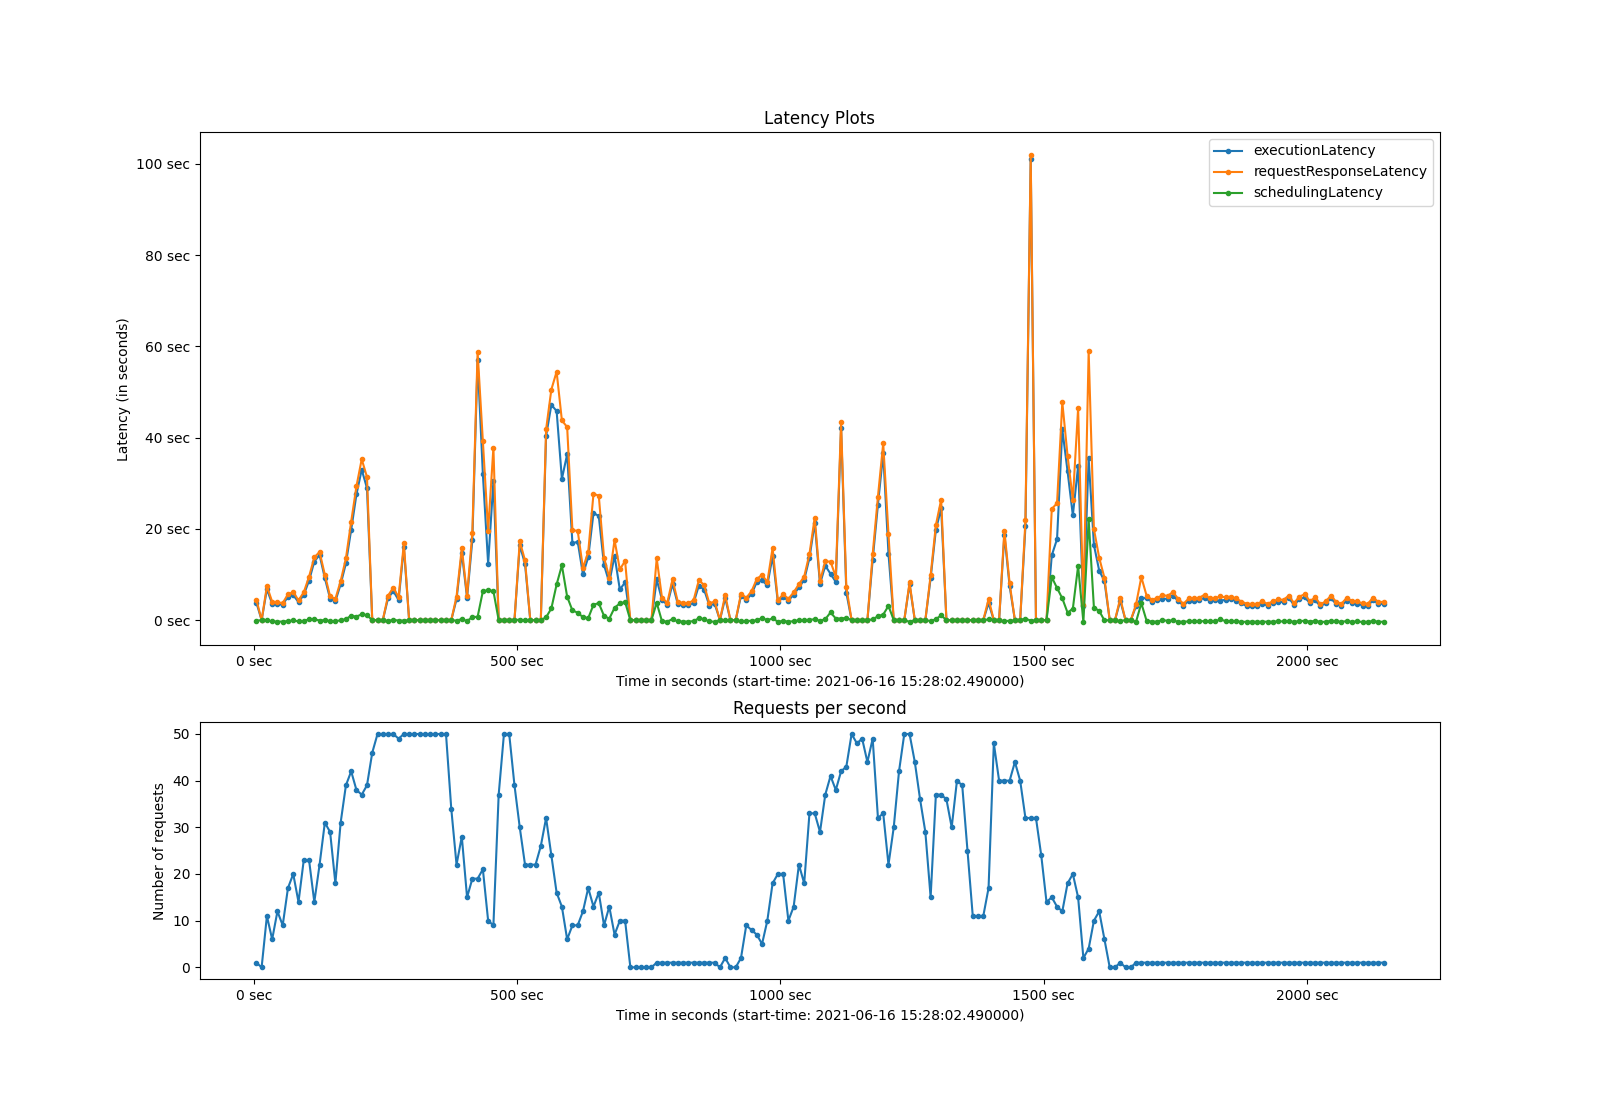 Latency Plots
100 sec
80 sec
60 sec
40 sec
20 sec
0 sec
Latency (in seconds)
executionLatency
requestResponseLatency
schedulingLatency
0 sec 500 sec 1000 sec 1500 sec 2000 sec
Time in seconds (start-time: 2021-06-16 15:28:02.490000)
Requests per second
50
40
30
20
10
0
Number of requests
0 sec 500 sec 1000 sec 1500 sec 2000 sec
Time in seconds (start-time: 2021-06-16 15:28:02.490000)